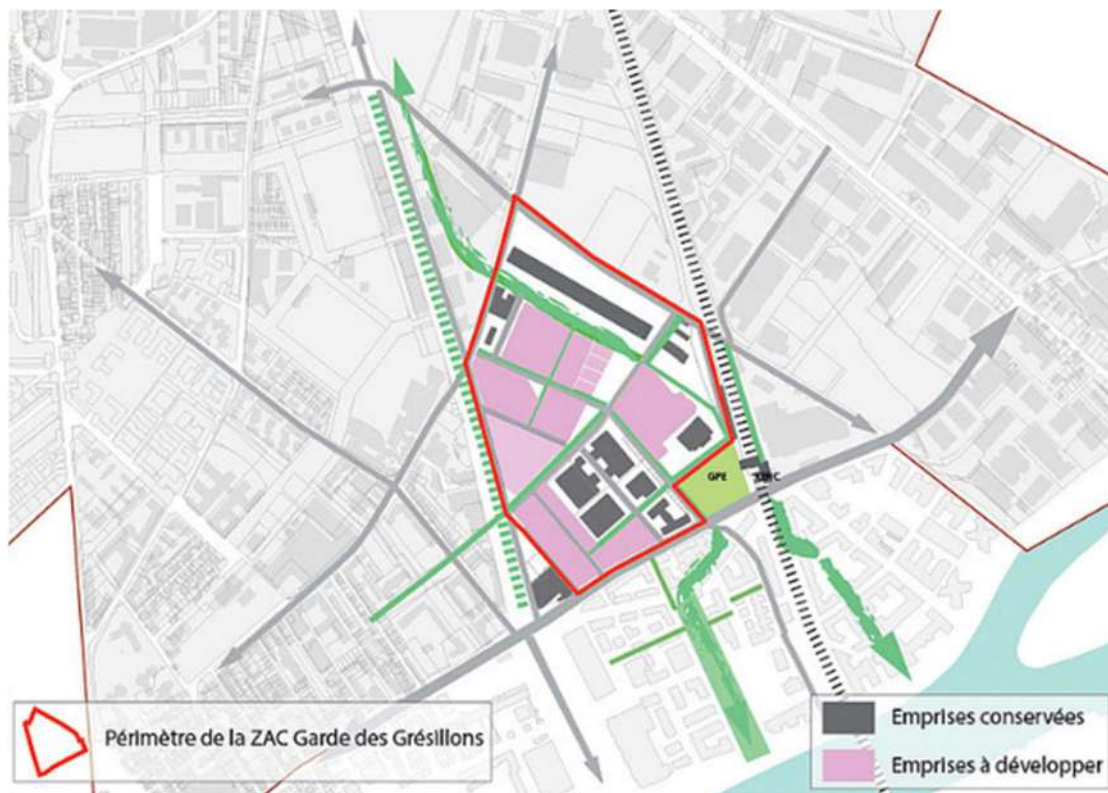 GPE
Périmètre de la ZAC Garde des Grésillons
Emprises conservées
Emprises à développer